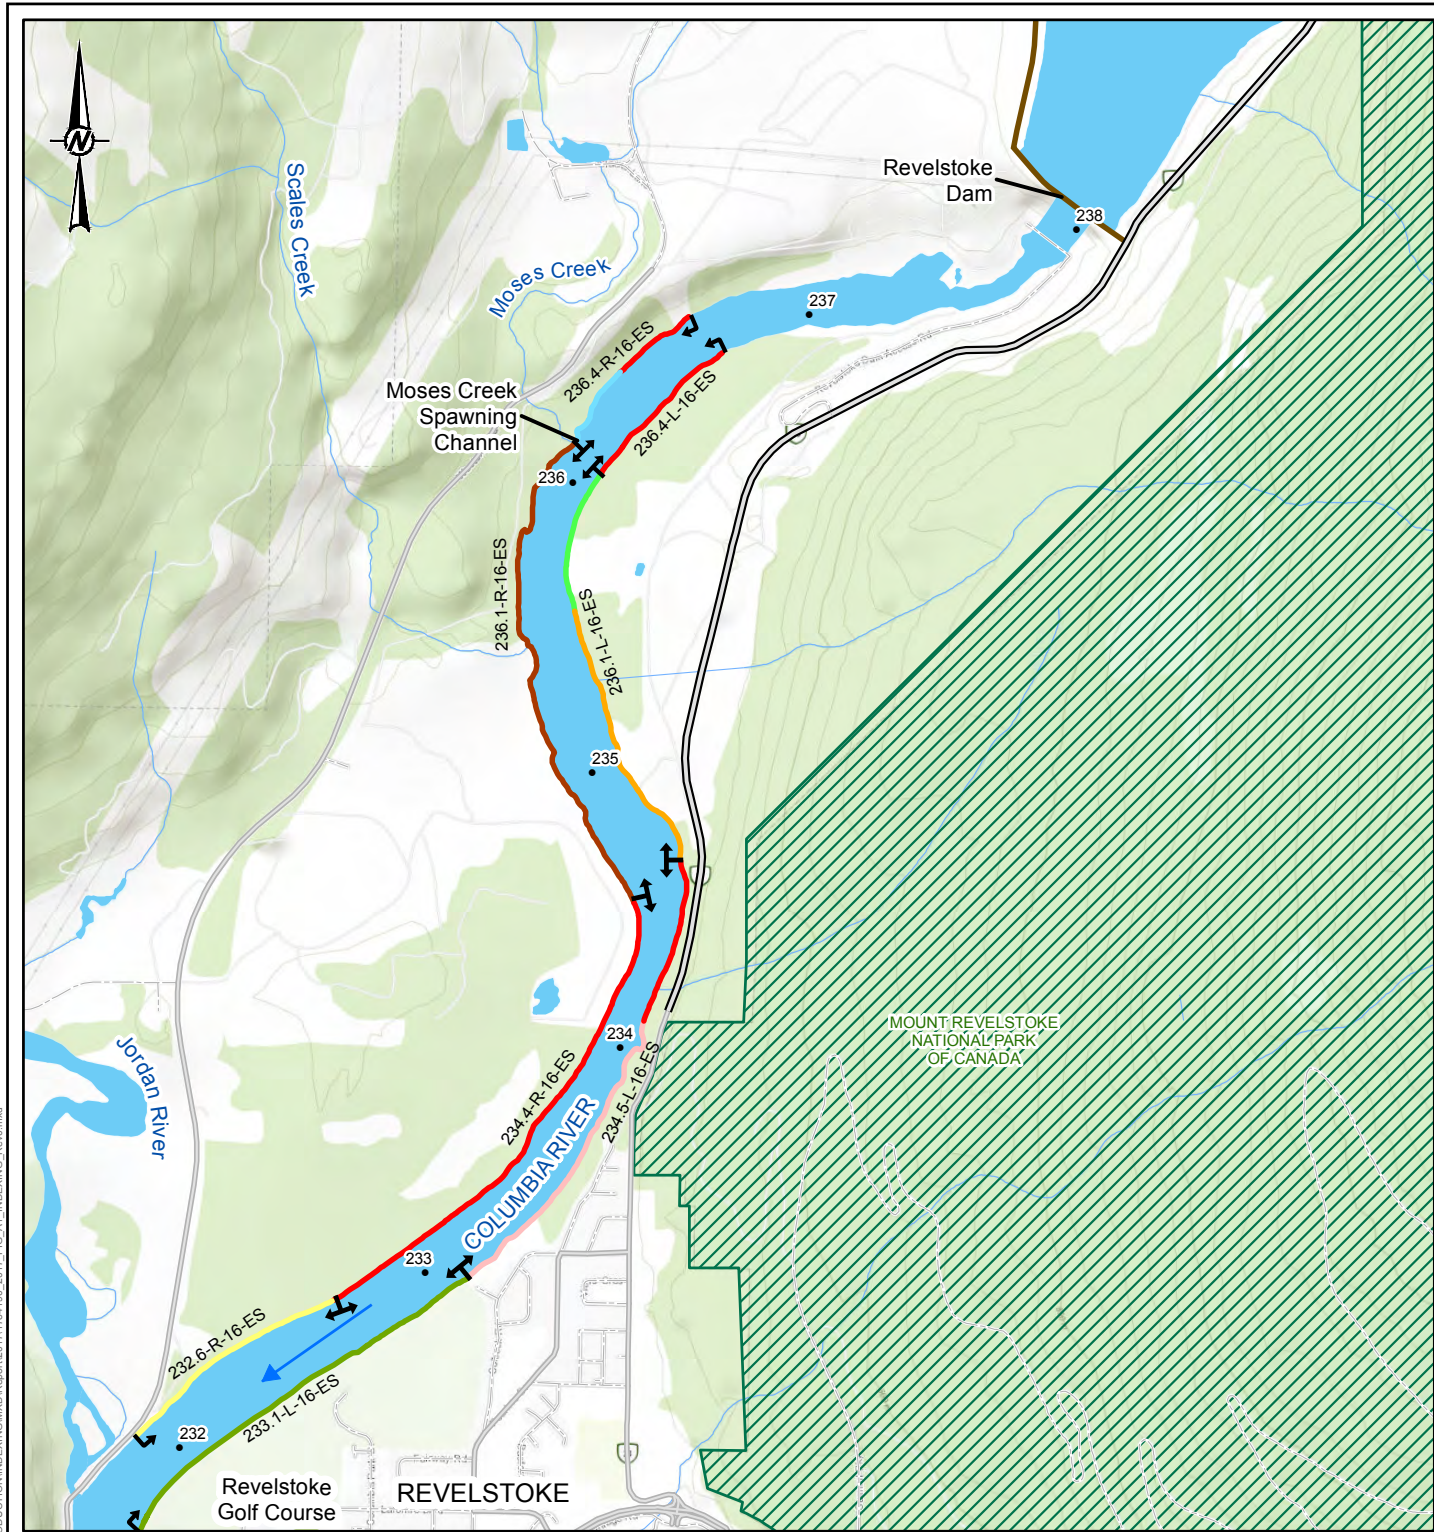 N
Scales Creek
Moses Creek
Revelstoke
Dam
238
237
236.4-R-16-ES
236.4-L-16-ES
Moses Creek
Spawning
Channel
236
236.1-R-16-ES
236.1-L-16-ES
235
234
234.4-R-16-ES
234.5-L-16-ES
COLUMBIA RIVER
MOUNT REVELSTOKE
NATIONAL PARK
OF CANADA
Jordan River
233
232.6-R-16-ES
233.1-L-16-ES
232
Revelstoke
Golf Course
REVELSTOKE